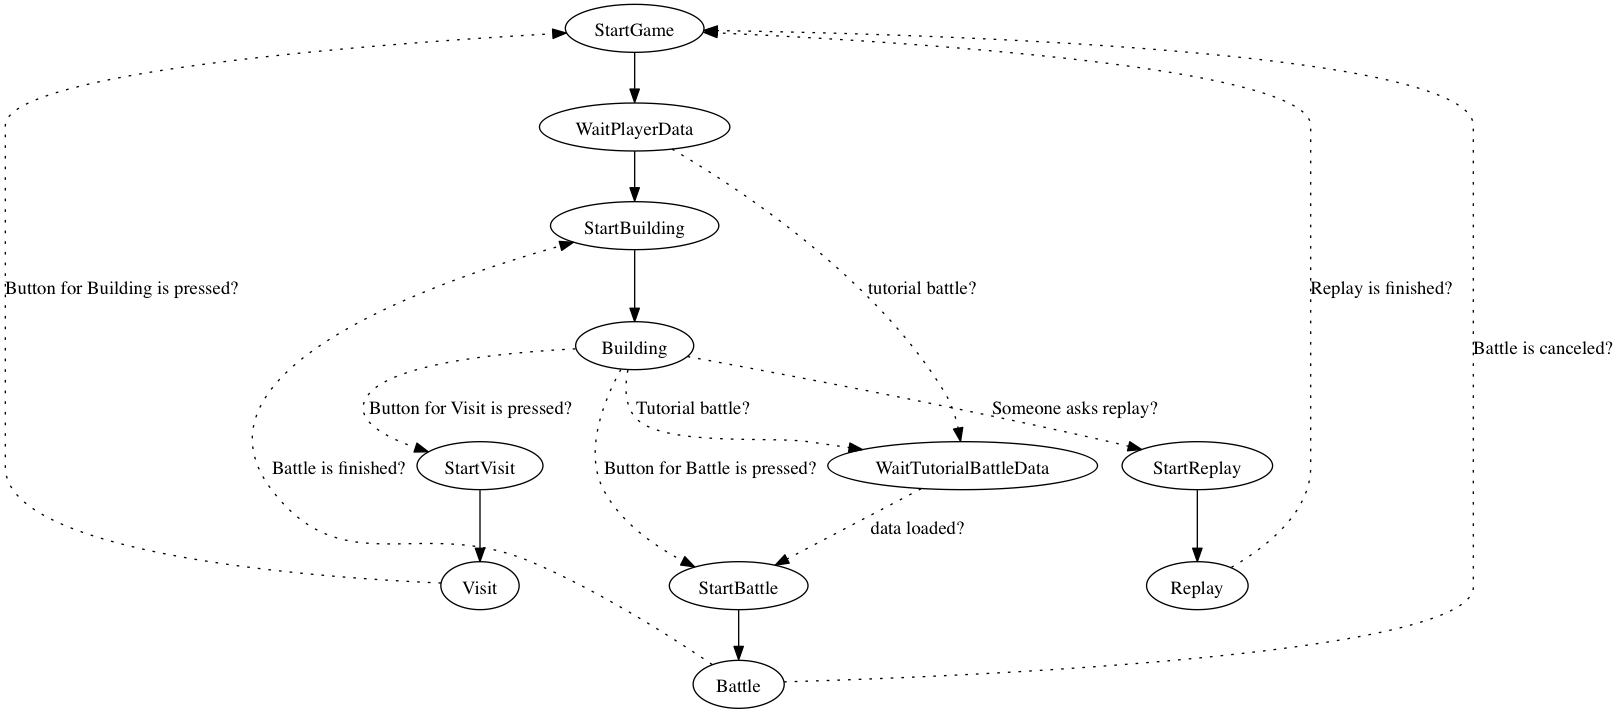 StartGame
WaitPlayerData
StartBuilding
Button for Building is pressed?
tutorial battle?
Replay is finished?
Building
Battle is canceled?
Button for Visit is pressed?
Tutorial battle?
Someone asks replay?
Battle is finished?
StartVisit
Button for Battle is pressed?
WaitTutorialBattleData
StartReplay
data loaded?
Visit
StartBattle
Replay
Battle